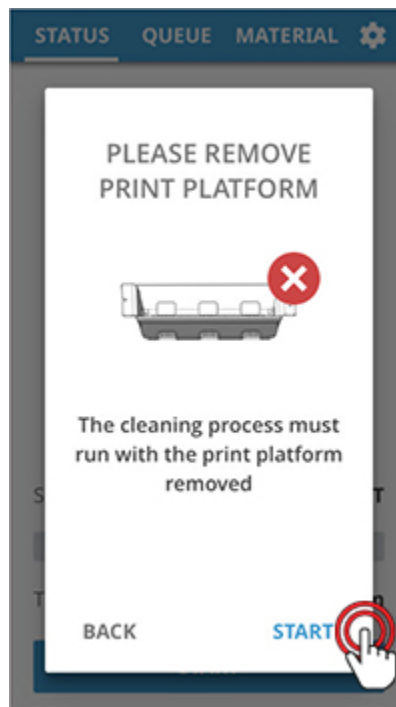 STATUS QUEUE MATERIAL
PLEASE REMOVE
PRINT PLATFORM
The cleaning process must
run with the print platform
removed
BACK START